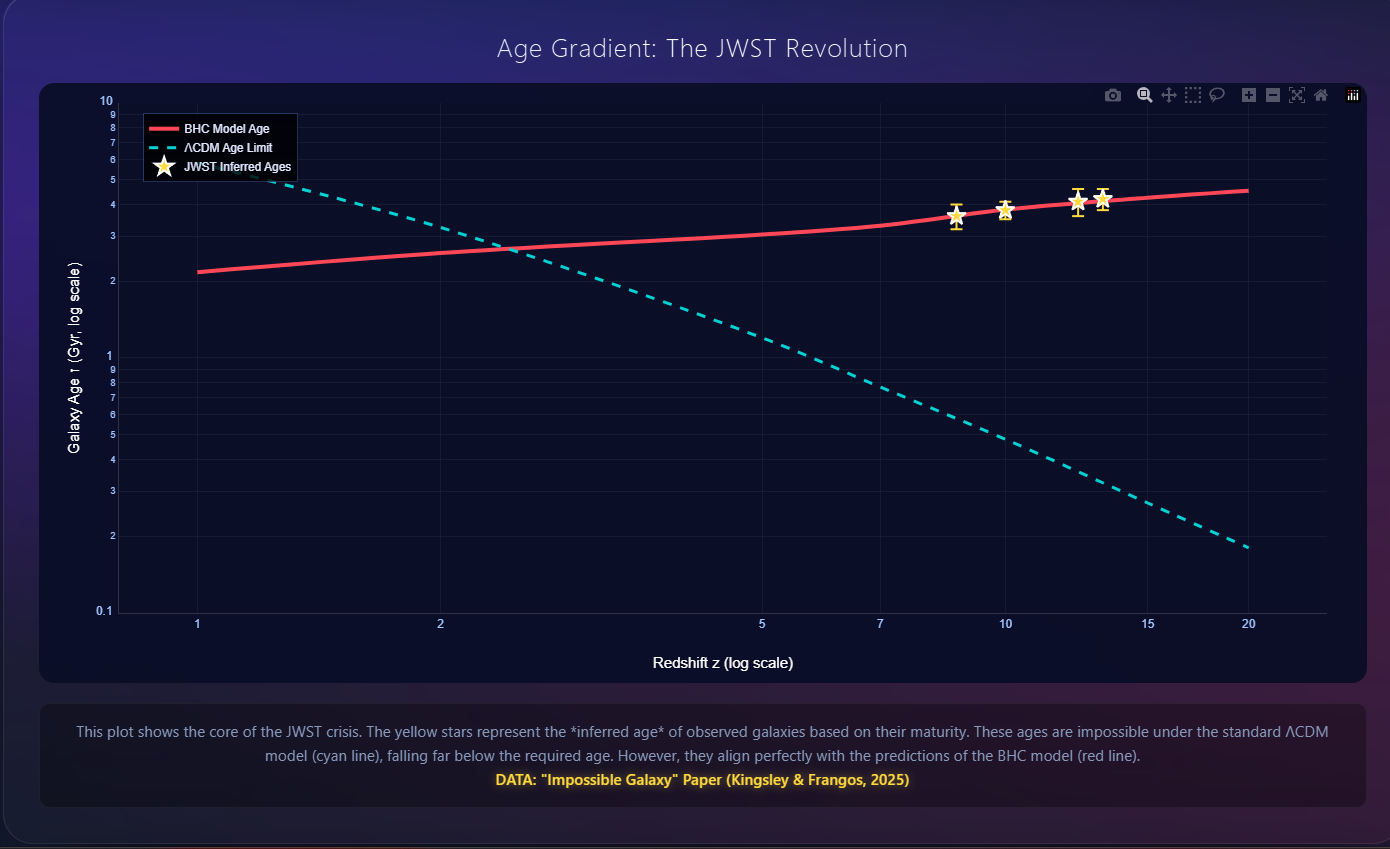 Age Gradient: The JWST Revolution
10
9
8
7
6
5
4
3
2
1
9
8
7
6
5
4
3
2
0.1
Galaxy Age τ (Gyr, log scale)
BHC Model Age
ΛCDM Age Limit
JWST Inferred Ages
1 2 5 7 10 15 20
Redshift z (log scale)
This plot shows the core of the JWST crisis. The yellow stars represent the *inferred age* of observed galaxies based on their maturity. These ages are impossible under the standard ΛCDM
model (cyan line), falling far below the required age. However, they align perfectly with the predictions of the BHC model (red line).
DATA: "Impossible Galaxy" Paper (Kingsley & Frangos, 2025)